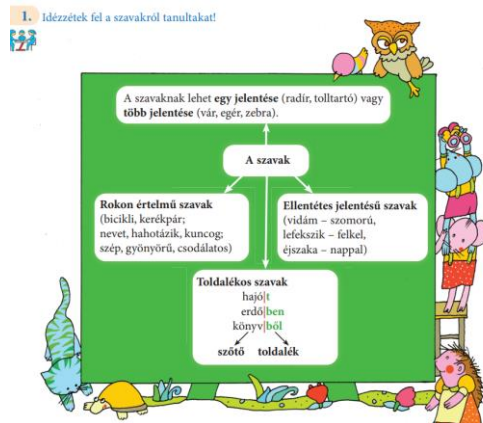 1. Idézzétek fel a szavakról tanultakat!
A szavaknak lehet egy jelentése (radír, tolltartó) vagy
több jelentése (vár, egér, zebra).
A szavak
Rokon értelmű szavak
(bicikli, kerékpár;
nevet, hahotázik, kuncog;
szép, gyönyörű, csodálatos)
Ellentétes jelentésű szavak
(vidám – szomorú,
lefekszik – felkel,
éjszaka – nappal)
Toldalékos szavak
hajó|t
erdő|ben
könyv|ből
szótő toldalék